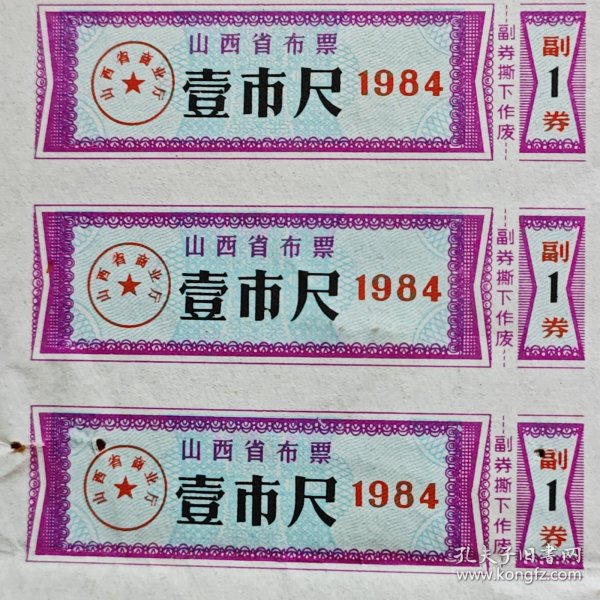 山西省布票
山西省商业厅
壹市尺 1984
副券撕下作废
副
1
券
山西省布票
山西省商业厅
壹市尺 1984
副券撕下作废
副
1
券
山西省布票
山西省商业厅
壹市尺 1984
副券撕下作废
副
1
券
孔夫子旧书网
www.kongfz.com